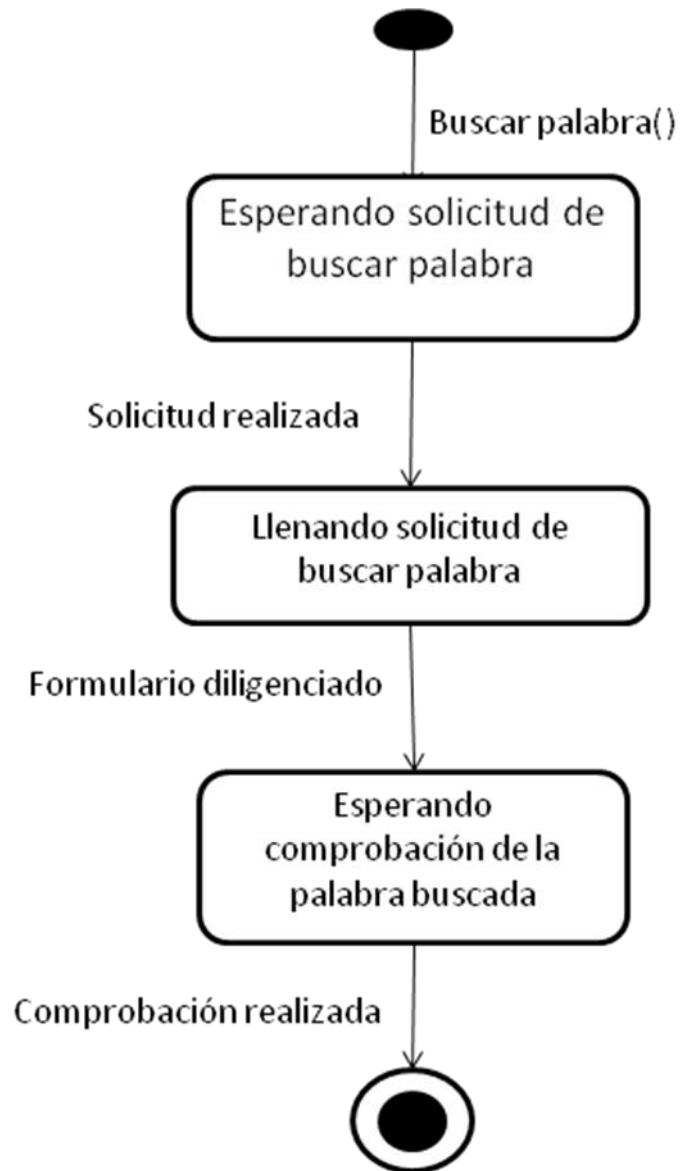 Buscar palabra()
Esperando solicitud de
buscar palabra
Solicitud realizada
Llenando solicitud de
buscar palabra
Formulario diligenciado
Esperando
comprobación de la
palabra buscada
Comprobación realizada